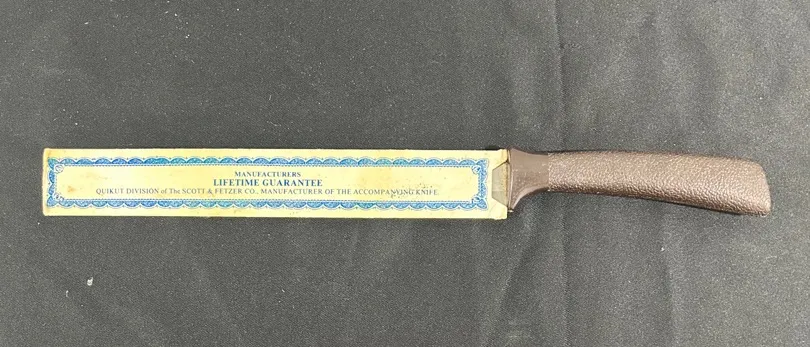 MANUFACTURERS
LIFETIME GUARANTEE
QUIKUT DIVISION of The SCOTT & FETZER CO., MANUFACTURER OF THE ACCOMPANYING KNIFE